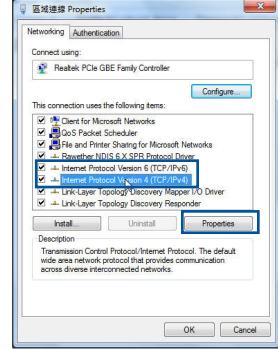 區域連線 Properties
Networking
Authentication
Connect using:
Realtek PCIe GBE Family Controller
Configure...
This connection uses the following items:
Client for Microsoft Networks
QoS Packet Scheduler
File and Printer Sharing for Microsoft Networks
Rawether NDIS 6.X SPR Protocol Driver
Internet Protocol Version 6 (TCP/IPv6)
Internet Protocol Version 4 (TCP/IPv4)
Link-Layer Topology Discovery Mapper I/O Driver
Link-Layer Topology Discovery Responder
Install...
Uninstall
Properties
Description
Transmission Control Protocol/Internet Protocol. The default
wide area network protocol that provides communication
across diverse interconnected networks.
OK
Cancel